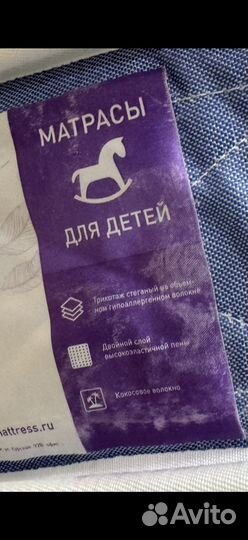 МАТРАСЫ
ДЛЯ ДЕТЕЙ
Трикотаж стеганый на объем-
ном гипоаллергенном волокне
Двойной слой
высокоэластичной пены
Кокосовое волокно
mattress.ru
Avito